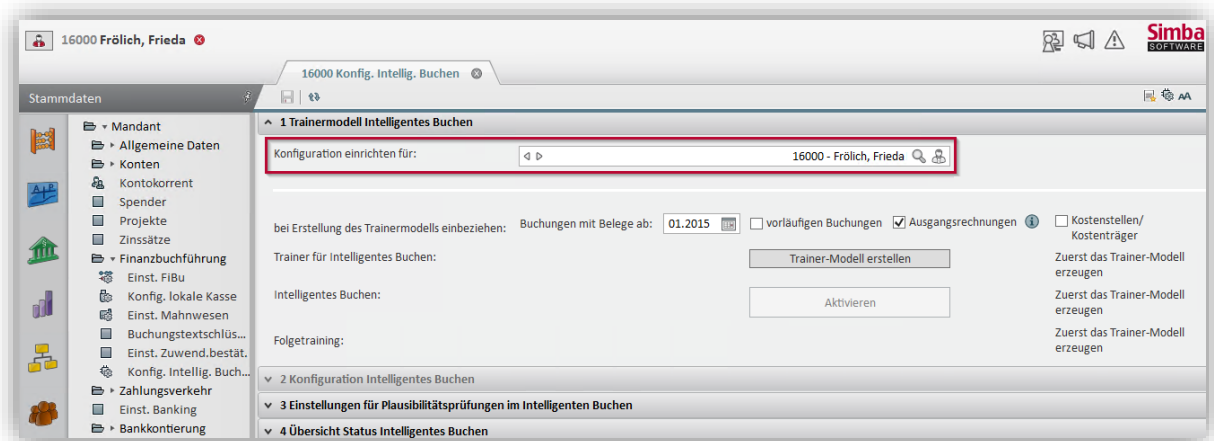 16000 Frölich, Frieda
Simba
SOFTWARE
16000 Konfig. Intellig. Buchen
Stammdaten
AA
Mandant
Allgemeine Daten
Konten
Kontokorrent
Spender
Projekte
Zinssätze
Finanzbuchführung
Einst. FiBu
Konfig. lokale Kasse
Einst. Mahnwesen
Buchungstextschlüs...
Einst. Zuwend.bestät.
Konfig. Intellig. Buch...
Zahlungsverkehr
Einst. Banking
Bankkontierung
A P
1 Trainermodell Intelligentes Buchen
Konfiguration einrichten für: 16000 - Frölich, Frieda
bei Erstellung des Trainermodells einbeziehen: Buchungen mit Belege ab: 01.2015 vorläufigen Buchungen Ausgangsrechnungen Kostenstellen/
Kostenträger
Trainer für Intelligentes Buchen: Trainer-Modell erstellen Zuerst das Trainer-Modell
erzeugen
Intelligentes Buchen: Aktivieren Zuerst das Trainer-Modell
erzeugen
Folgetraining: Zuerst das Trainer-Modell
erzeugen
2 Konfiguration Intelligentes Buchen
3 Einstellungen für Plausibilitätsprüfungen im Intelligenten Buchen
4 Übersicht Status Intelligentes Buchen